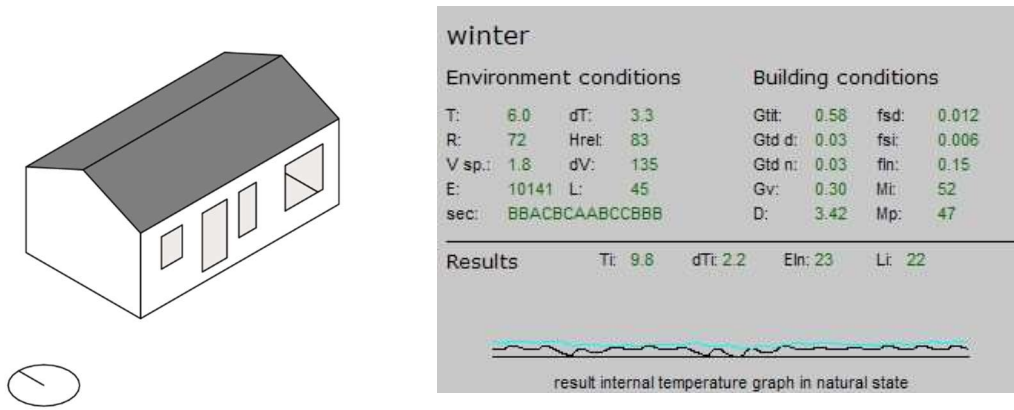 winter
Environment conditions Building conditions
T: 6.0 dT: 3.3 Gtit: 0.58 fsd: 0.012
R: 72 Hrel: 83 Gtd d: 0.03 fsi: 0.006
V sp.: 1.8 dV: 135 Gtd n: 0.03 fln: 0.15
E: 10141 L: 45 Gv: 0.30 Mi: 52
sec: BBACBCAABCCBBB D: 3.42 Mp: 47
Results Ti: 9.8 dTi: 2.2 Eln: 23 Li: 22
result internal temperature graph in natural state